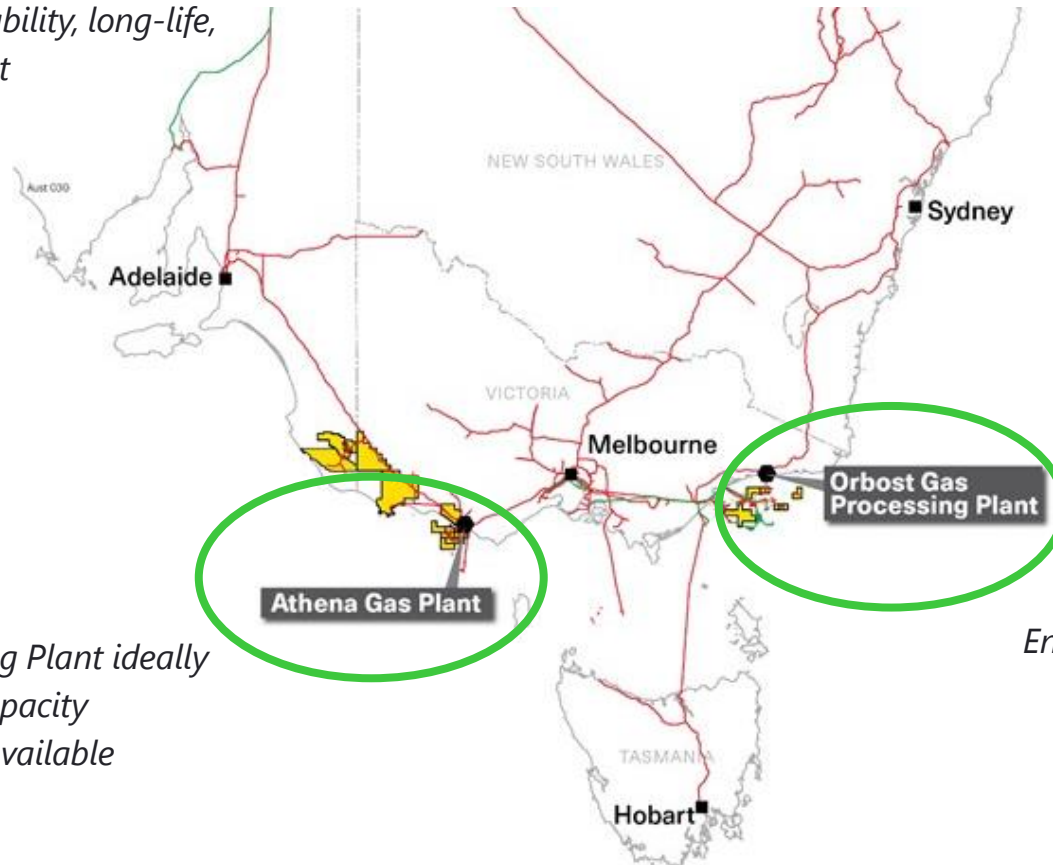 bility, long-life,
t
NEW SOUTH WALES
Aust 030
Sydney
Adelaide
VICTORIA
Melbourne
Orbost Gas
Processing Plant
Athena Gas Plant
g Plant ideally
pacity
vailable
En
TASMANIA
Hobart